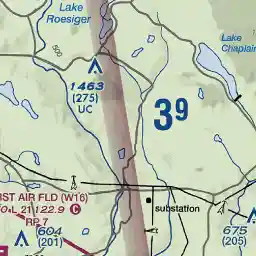 Lake
Roesiger
Lake
Chaplain
500
1463
(275)
UC
39
ST AIR FLD (W16)
L 21 122.9 C
RP 7
substation
604
(201)
675
(205)